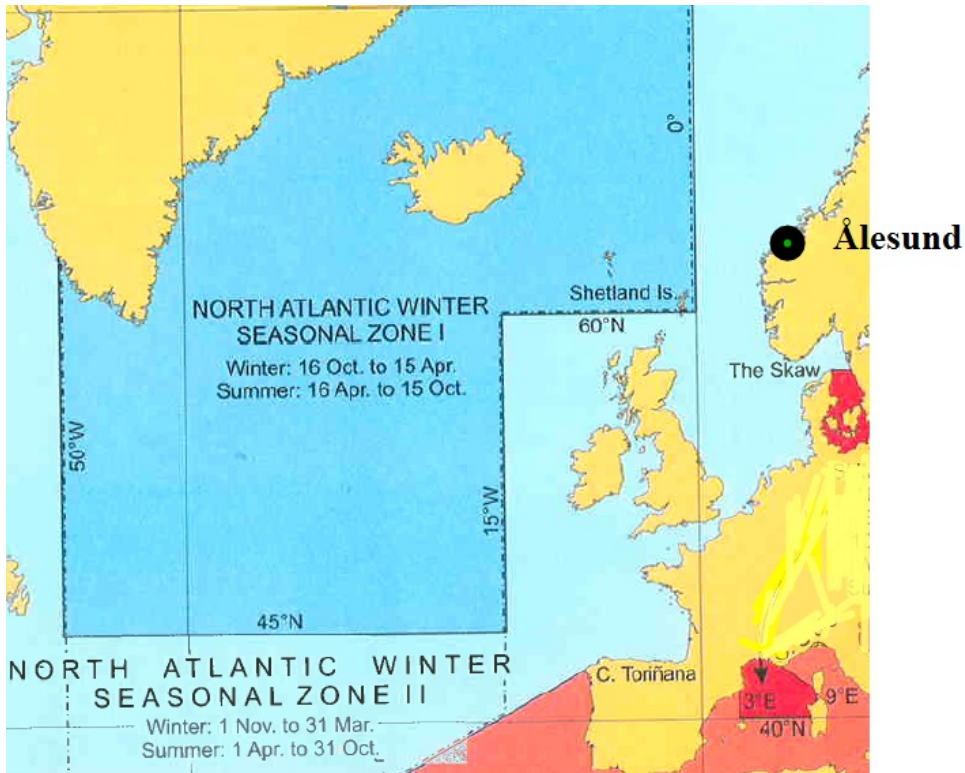 0°
Ålesund
NORTH ATLANTIC WINTER
SEASONAL ZONE I
Shetland Is.
60°N
Winter: 16 Oct. to 15 Apr.
Summer: 16 Apr. to 15 Oct.
The Skaw
50°W
15°W
45°N
NORTH ATLANTIC WINTER
SEASONAL ZONE II
C. Toriñana
Winter: 1 Nov. to 31 Mar.
Summer: 1 Apr. to 31 Oct.
3°E
9°E
40°N